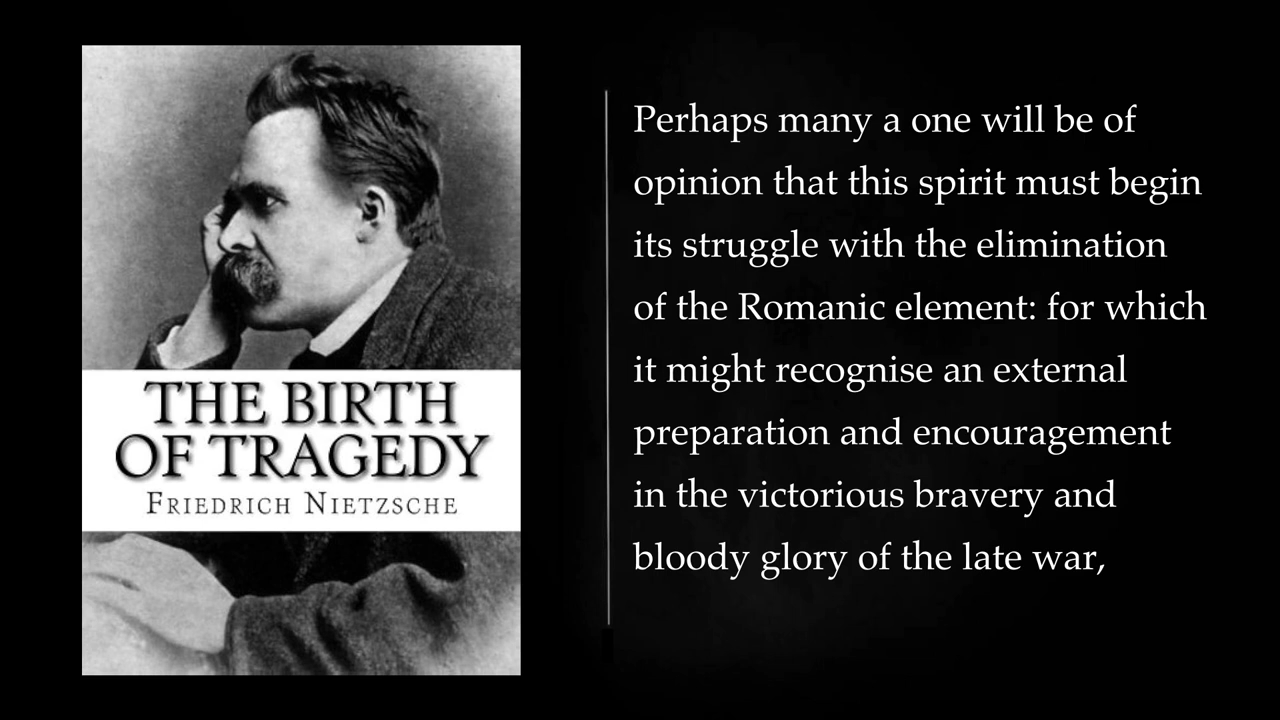 THE BIRTH
OF TRAGEDY
FRIEDRICH NIETZSCHE
Perhaps many a one will be of
opinion that this spirit must begin
its struggle with the elimination
of the Romanic element: for which
it might recognise an external
preparation and encouragement
in the victorious bravery and
bloody glory of the late war,